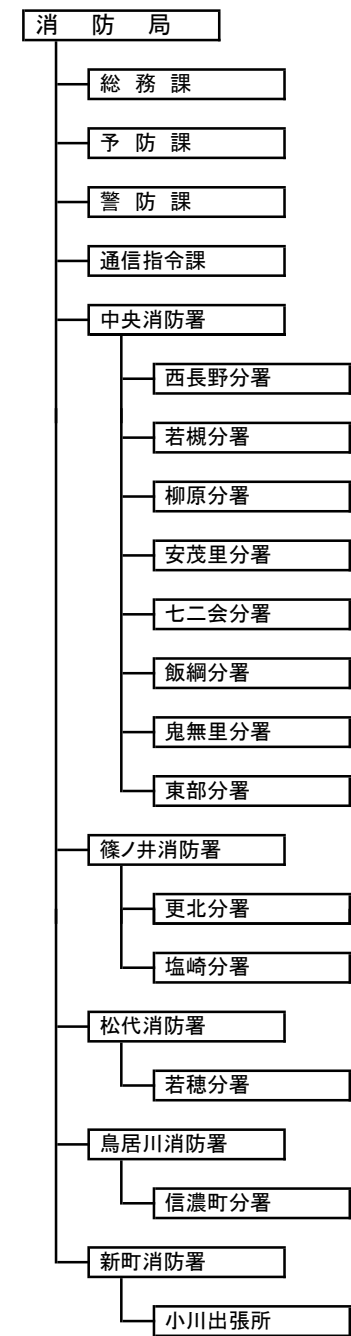 消防局
総務課
予防課
警防課
通信指令課
中央消防署
西長野分署
若槻分署
柳原分署
安茂里分署
七二会分署
飯綱分署
鬼無里分署
東部分署
篠ノ井消防署
更北分署
塩崎分署
松代消防署
若穂分署
鳥居川消防署
信濃町分署
新町消防署
小川出張所